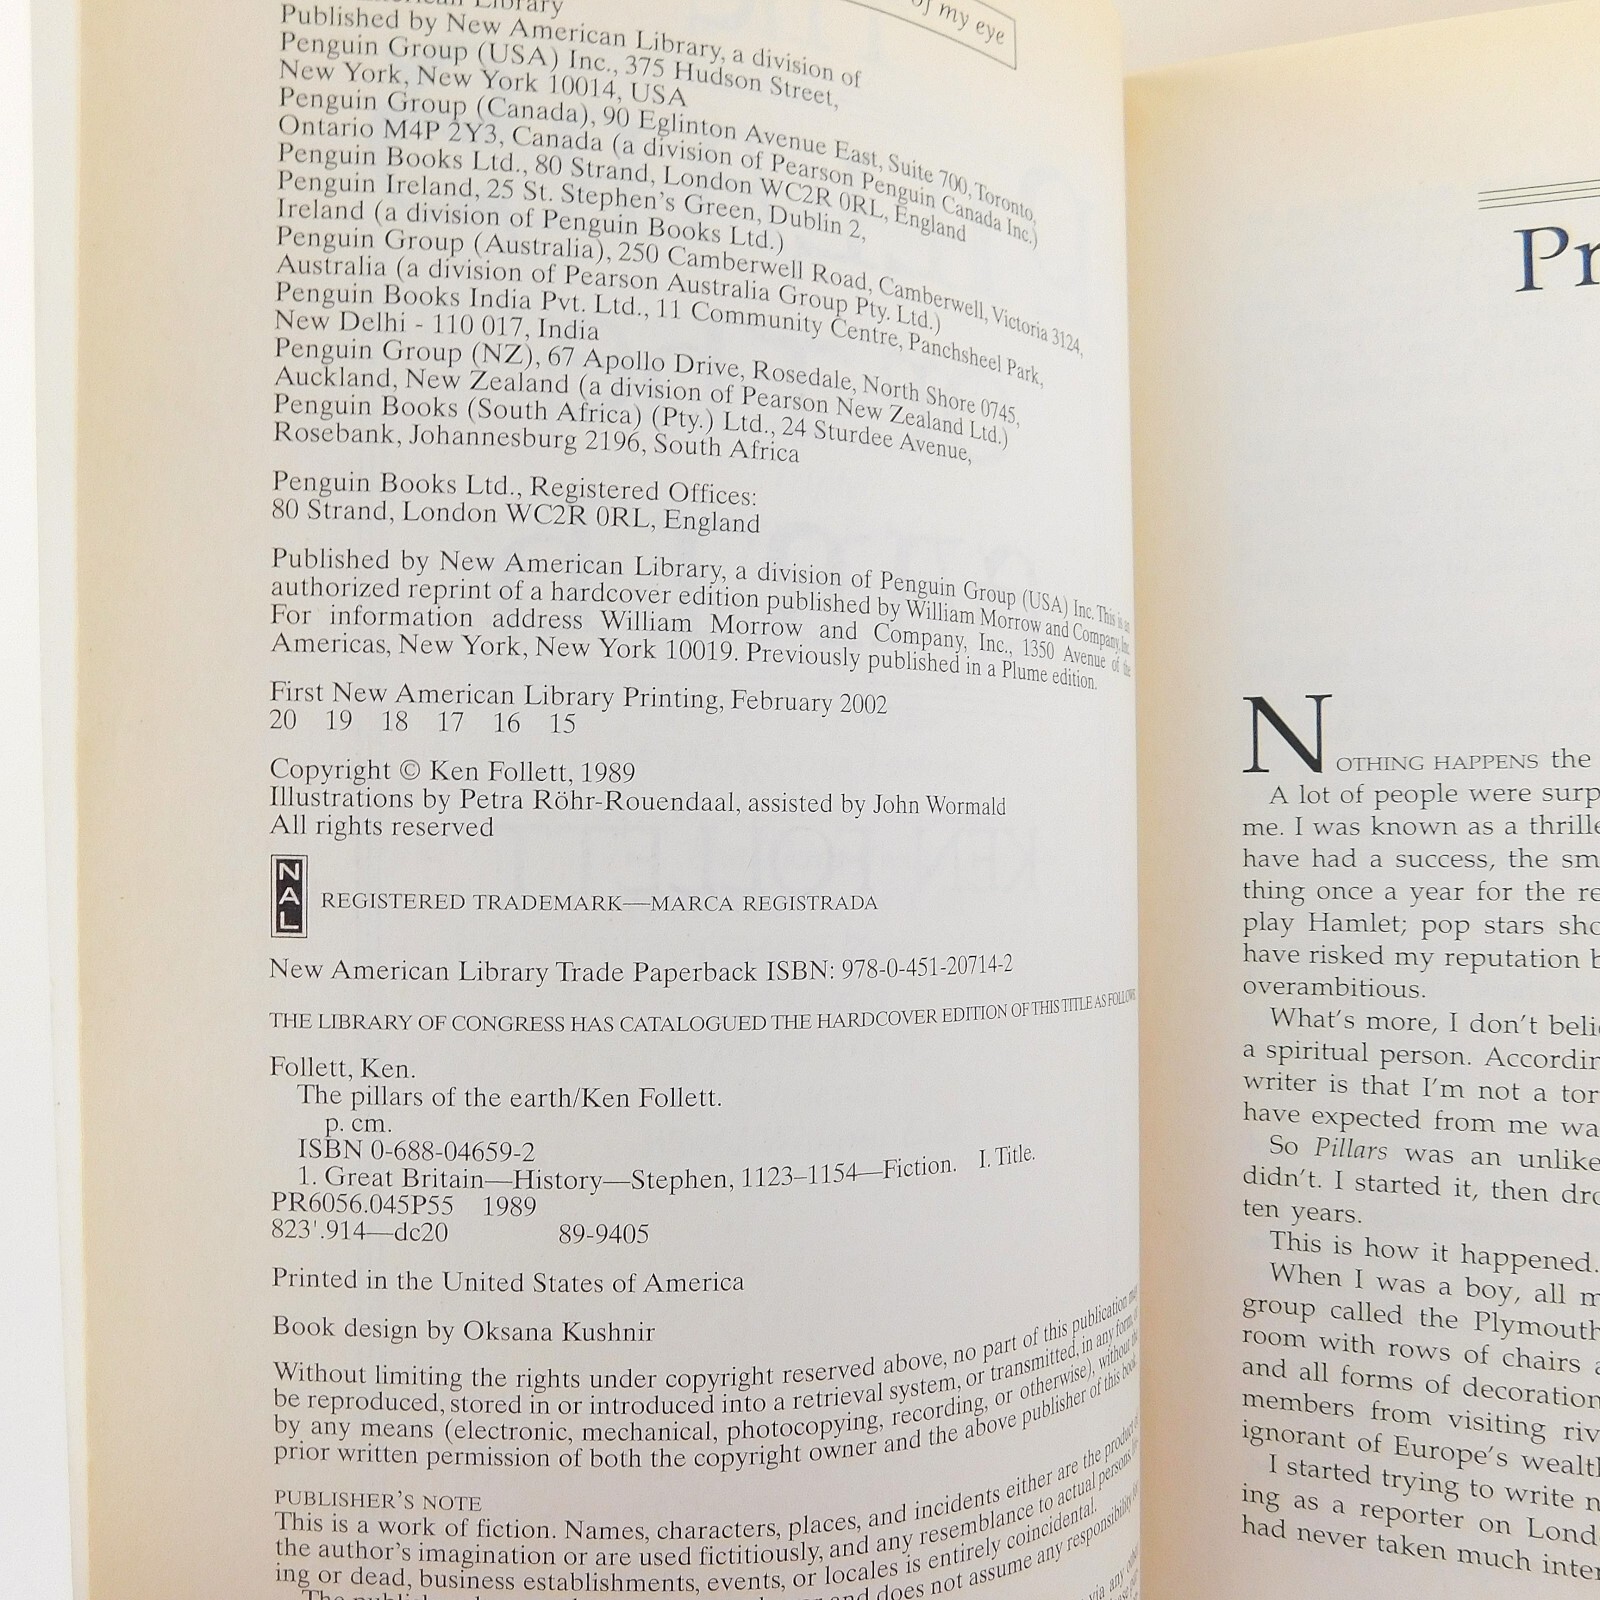 of my eye
American Library
Published by New American Library, a division of
Penguin Group (USA) Inc., 375 Hudson Street,
New York, New York 10014, USA
Penguin Group (Canada), 90 Eglinton Avenue East, Suite 700, Toronto,
Ontario M4P 2Y3, Canada (a division of Pearson Penguin Canada Inc.)
Penguin Books Ltd., 80 Strand, London WC2R 0RL, England
Penguin Ireland, 25 St. Stephen's Green, Dublin 2,
Ireland (a division of Penguin Books Ltd.)
Penguin Group (Australia), 250 Camberwell Road, Camberwell, Victoria 3124,
Australia (a division of Pearson Australia Group Pty. Ltd.)
Penguin Books India Pvt. Ltd., 11 Community Centre, Panchsheel Park,
New Delhi - 110 017, India
Penguin Group (NZ), 67 Apollo Drive, Rosedale, North Shore 0745,
Auckland, New Zealand (a division of Pearson New Zealand Ltd.)
Penguin Books (South Africa) (Pty.) Ltd., 24 Sturdee Avenue,
Rosebank, Johannesburg 2196, South Africa
Penguin Books Ltd., Registered Offices:
80 Strand, London WC2R 0RL, England
Published by New American Library, a division of Penguin Group (USA) Inc. This is an
authorized reprint of a hardcover edition published by William Morrow and Company, Inc.
For information address William Morrow and Company, Inc., 1350 Avenue of the
Americas, New York, New York 10019. Previously published in a Plume edition.
First New American Library Printing, February 2002
20 19 18 17 16 15
Copyright © Ken Follett, 1989
Illustrations by Petra Röhr-Rouendaal, assisted by John Wormald
All rights reserved
NAL
REGISTERED TRADEMARK—MARCA REGISTRADA
New American Library Trade Paperback ISBN: 978-0-451-20714-2
THE LIBRARY OF CONGRESS HAS CATALOGUED THE HARDCOVER EDITION OF THIS TITLE AS FOLLOWS:
Follett, Ken.
The pillars of the earth/Ken Follett.
p. cm.
ISBN 0-688-04659-2
1. Great Britain—History—Stephen, 1123–1154—Fiction. I. Title.
PR6056.045P55 1989
823'.914—dc20 89-9405
Printed in the United States of America
Book design by Oksana Kushnir
Without limiting the rights under copyright reserved above, no part of this publication may
be reproduced, stored in or introduced into a retrieval system, or transmitted, in any form, or
by any means (electronic, mechanical, photocopying, recording, or otherwise), without the
prior written permission of both the copyright owner and the above publisher of this book.
PUBLISHER'S NOTE
This is a work of fiction. Names, characters, places, and incidents either are the product of
the author's imagination or are used fictitiously, and any resemblance to actual persons, liv-
ing or dead, business establishments, events, or locales is entirely coincidental.
and does not assume any responsibility
via any other
Pr
NOTHING HAPPENS the
A lot of people were surp
me. I was known as a thrille
have had a success, the sm
thing once a year for the re
play Hamlet; pop stars sho
have risked my reputation b
overambitious.
What's more, I don't belie
a spiritual person. Accordin
writer is that I'm not a tor
have expected from me wa
So Pillars was an unlike
didn't. I started it, then dro
ten years.
This is how it happened.
When I was a boy, all m
group called the Plymouth
room with rows of chairs a
and all forms of decoration
members from visiting riv
ignorant of Europe's wealth
I started trying to write n
ing as a reporter on Lond
had never taken much inter